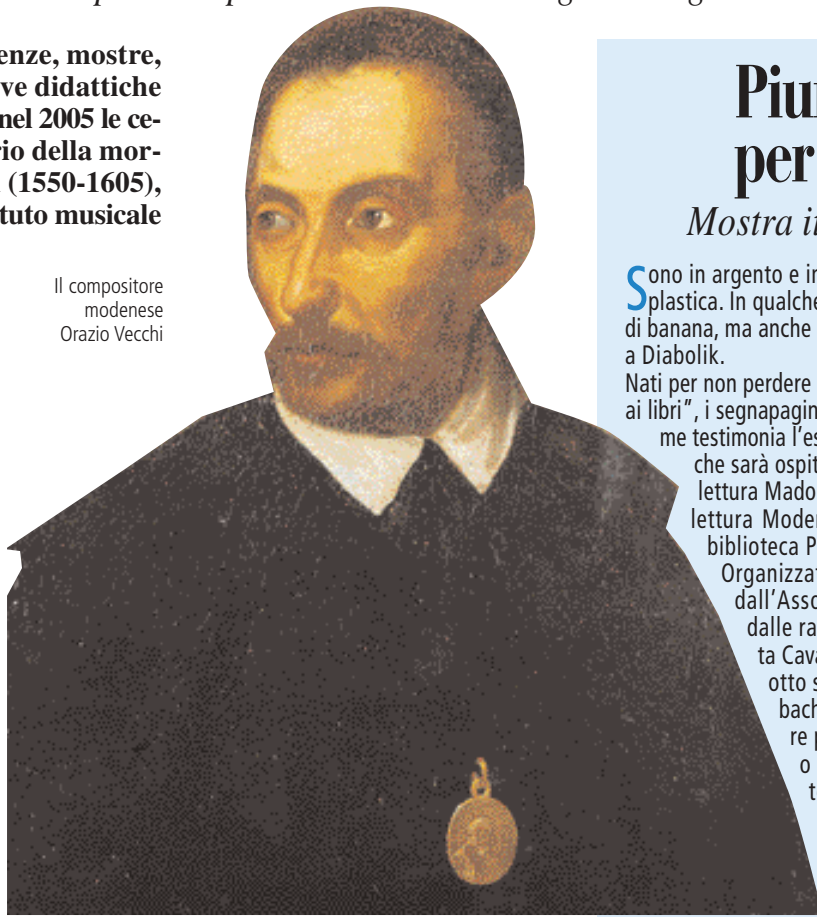 enze, mostre,
ve didattiche
nel 2005 le ce-
rio della mor-
(1550-1605),
tuto musicale
Il compositore
modenese
Orazio Vecchi
Piu
per
Mostra it
Sono in argento e in
plastica. In qualche
di banana, ma anche
a Diabolik.
Nati per non perdere
ai libri”, i segnapagin
me testimonia l’es
che sarà ospit
lettura Mado
lettura Moder
biblioteca P
Organizzat
dall’Asso
dalle ra
ta Cava
otto s
bach
re p
o
t